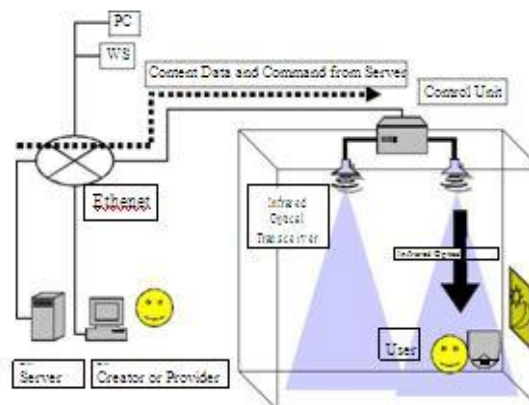 PC
WS
Content Data and Command from Server
Control Unit
Ethenet
Infrared
Optical
Transceiver
Infrared Optical
User
Server
Creator or Provider